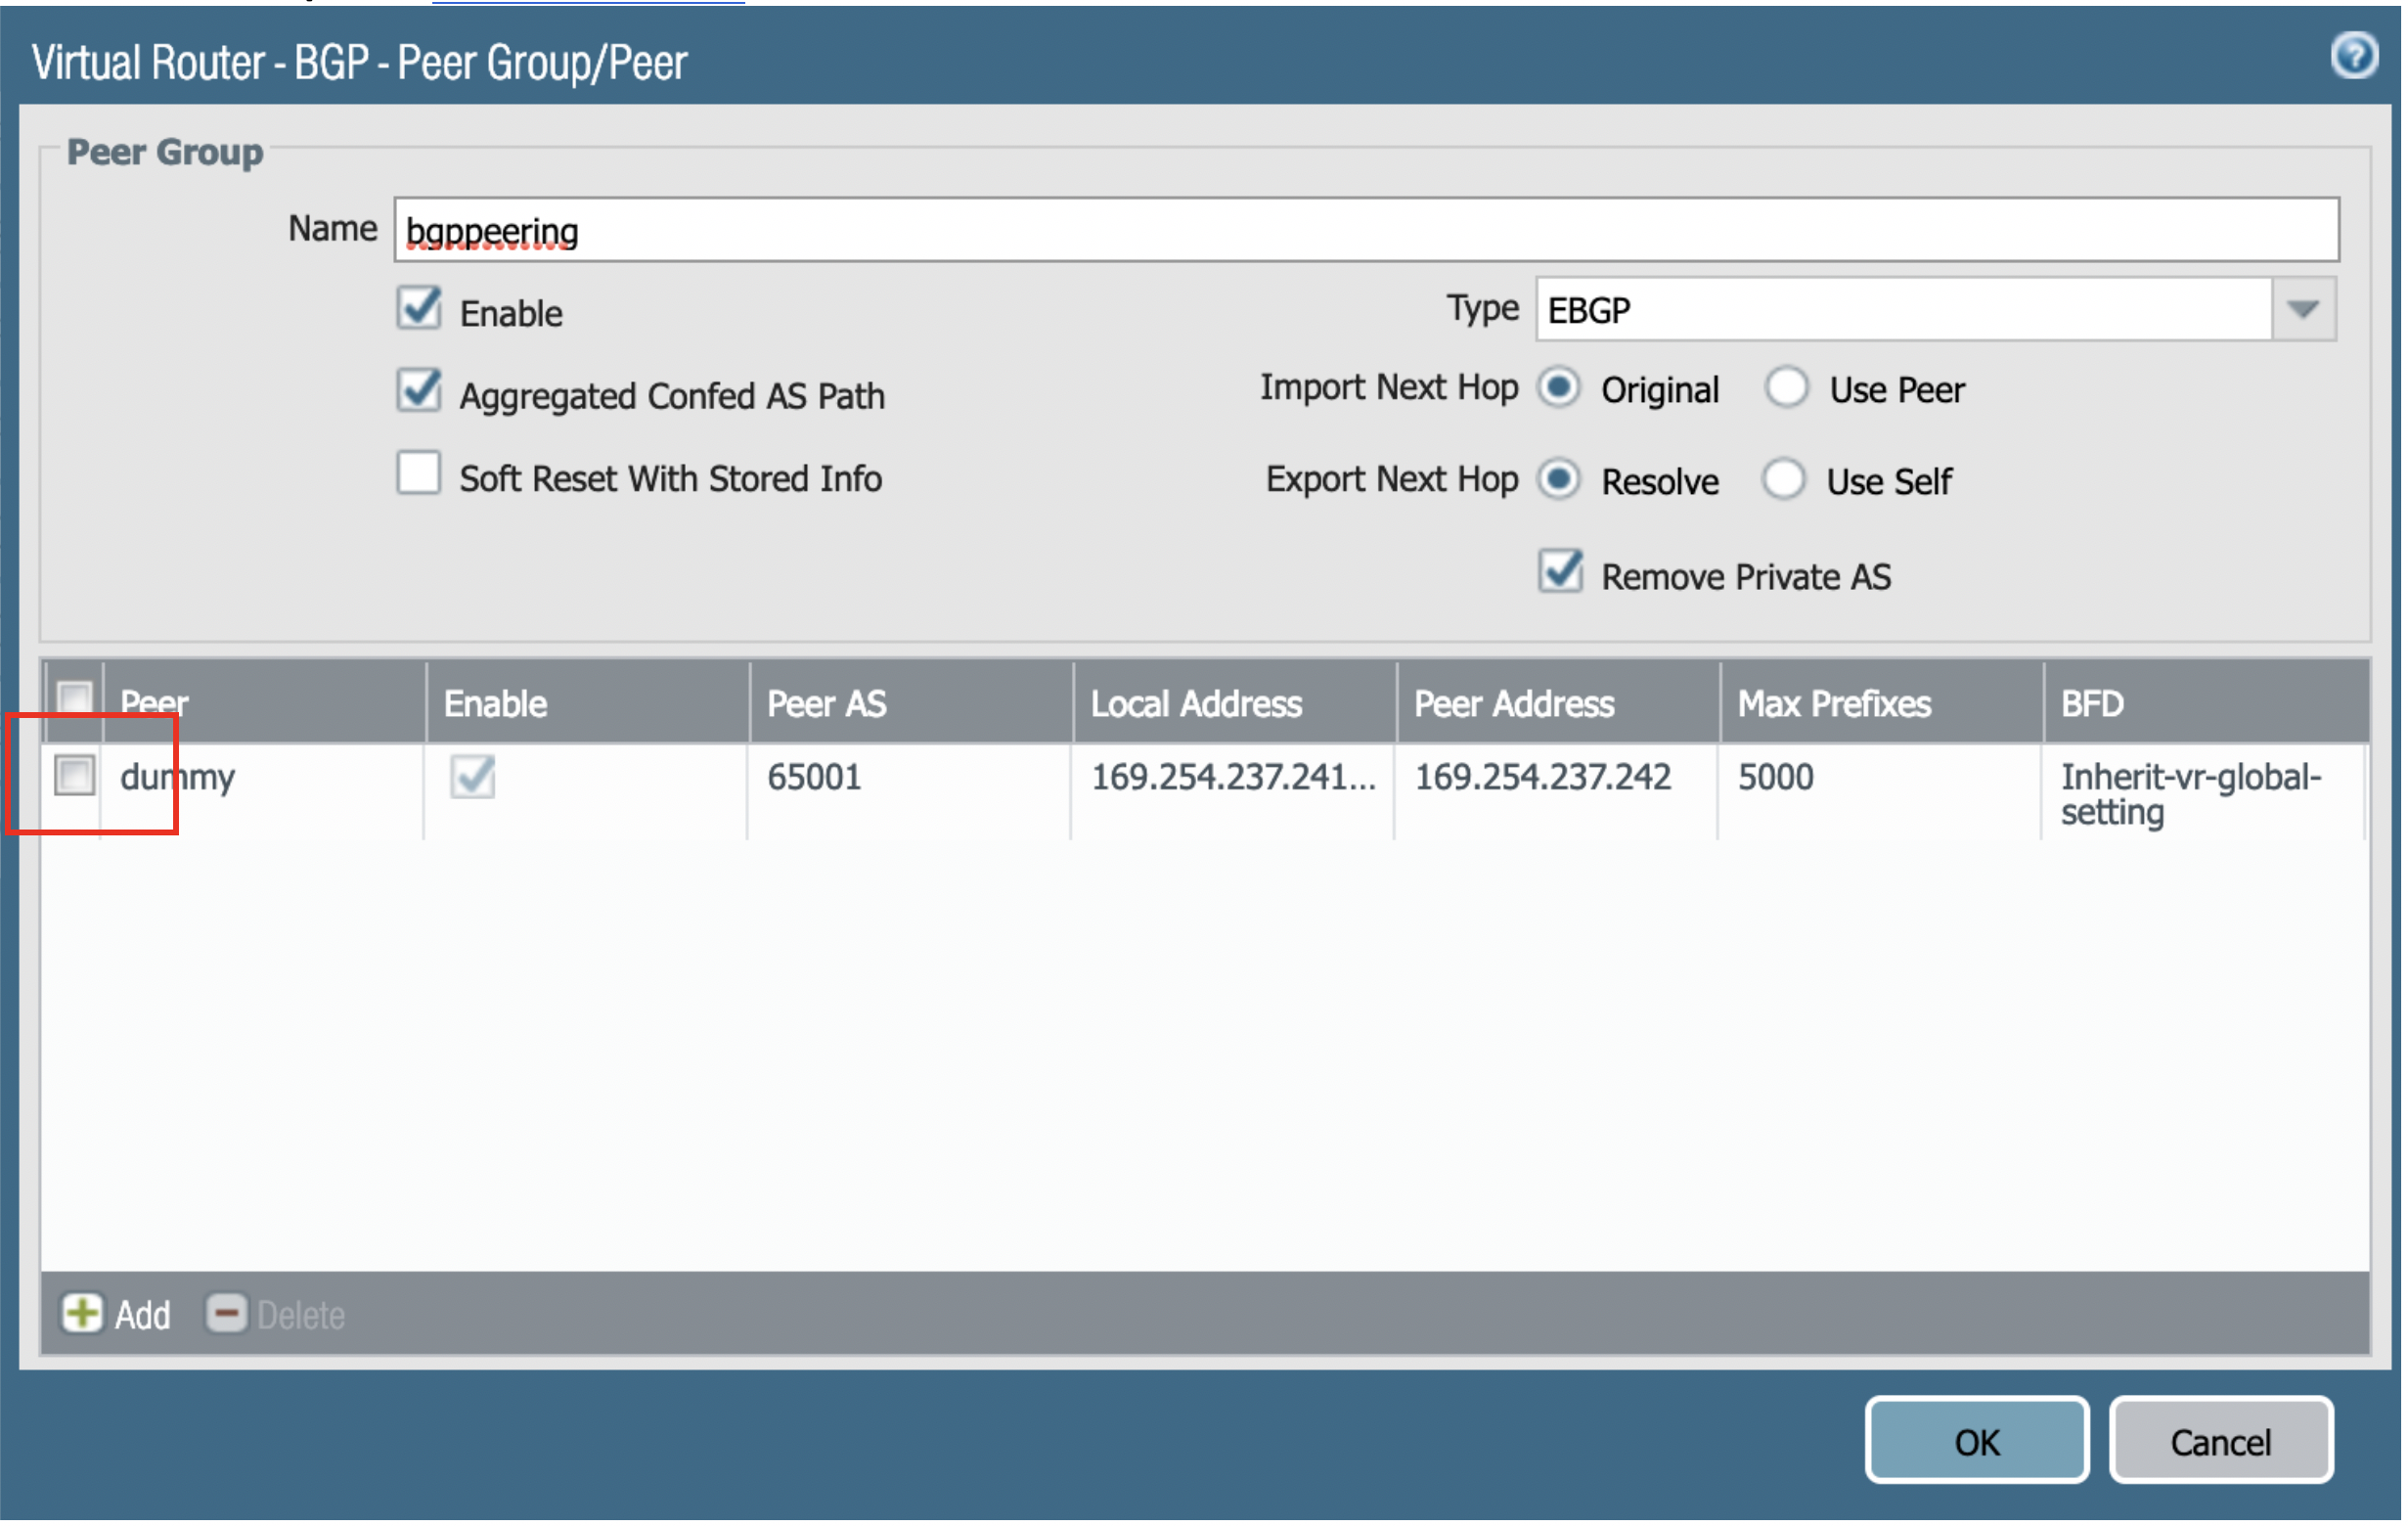 Virtual Router - BGP - Peer Group/Peer
Peer Group
Name bgppeering
Enable
Type EBGP
Aggregated Confed AS Path
Import Next Hop Original Use Peer
Soft Reset With Stored Info
Export Next Hop Resolve Use Self
Remove Private AS
Peer Enable Peer AS Local Address Peer Address Max Prefixes BFD
dummy 65001 169.254.237.241... 169.254.237.242 5000 Inherit-vr-global-
setting
Add Delete
OK Cancel